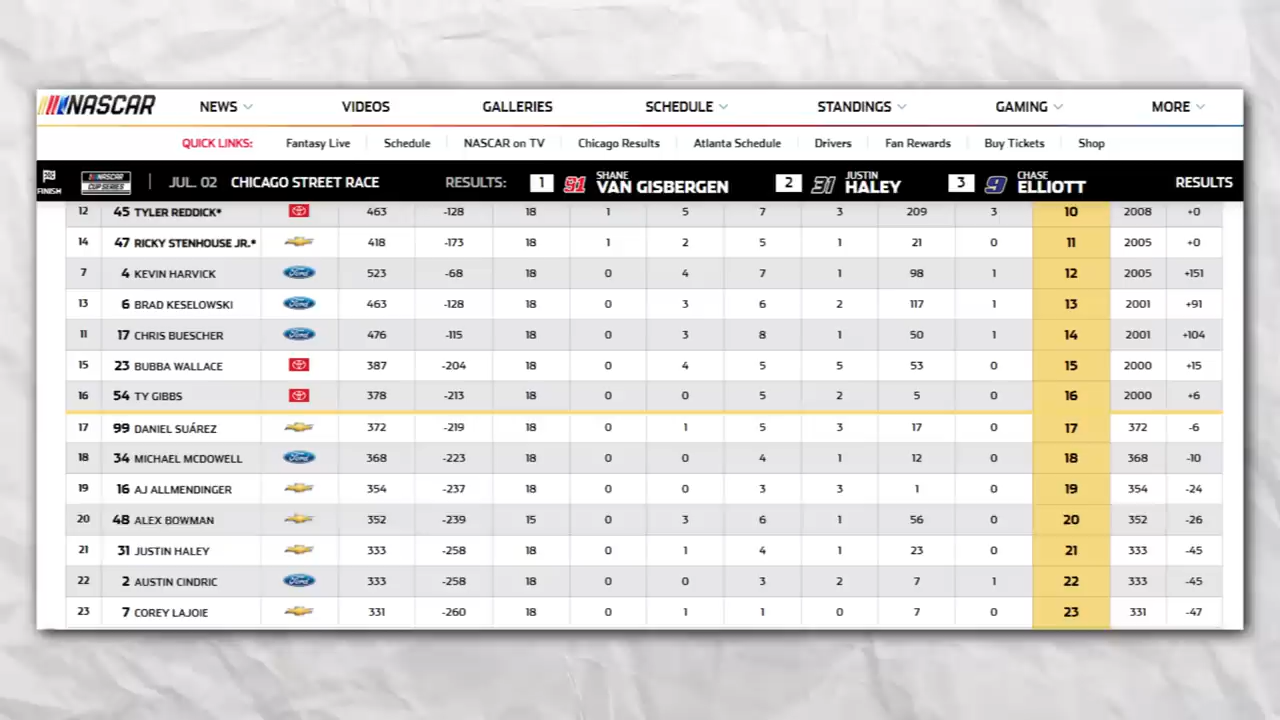 NASCAR NEWS VIDEOS GALLERIES SCHEDULE STANDINGS GAMING MORE
QUICK LINKS: Fantasy Live Schedule NASCAR on TV Chicago Results Atlanta Schedule Drivers Fan Rewards Buy Tickets Shop
FINISH NASCAR CUP SERIES JUL. 02 CHICAGO STREET RACE RESULTS: 1 91 SHANE VAN GISBERGEN 2 31 JUSTIN HALEY 3 9 CHASE ELLIOTT RESULTS
12 45 TYLER REDDICK* 463 -128 18 1 5 7 3 209 3 10 2008 +0
14 47 RICKY STENHOUSE JR.* 418 -173 18 1 2 5 1 21 0 11 2005 +0
7 4 KEVIN HARVICK Ford 523 -68 18 0 4 7 1 98 1 12 2005 +151
13 6 BRAD KESELOWSKI Ford 463 -128 18 0 3 6 2 117 1 13 2001 +91
11 17 CHRIS BUESCHER Ford 476 -115 18 0 3 8 1 50 1 14 2001 +104
15 23 BUBBA WALLACE 387 -204 18 0 4 5 5 53 0 15 2000 +15
16 54 TY GIBBS 378 -213 18 0 0 5 2 5 0 16 2000 +6
17 99 DANIEL SUÁREZ 372 -219 18 0 1 5 3 17 0 17 372 -6
18 34 MICHAEL MCDOWELL Ford 368 -223 18 0 0 4 1 12 0 18 368 -10
19 16 AJ ALLMENDINGER 354 -237 18 0 0 3 3 1 0 19 354 -24
20 48 ALEX BOWMAN 352 -239 15 0 3 6 1 56 0 20 352 -26
21 31 JUSTIN HALEY 333 -258 18 0 1 4 1 23 0 21 333 -45
22 2 AUSTIN CINDRIC Ford 333 -258 18 0 0 3 2 7 1 22 333 -45
23 7 COREY LAJOIE 331 -260 18 0 1 1 0 7 0 23 331 -47